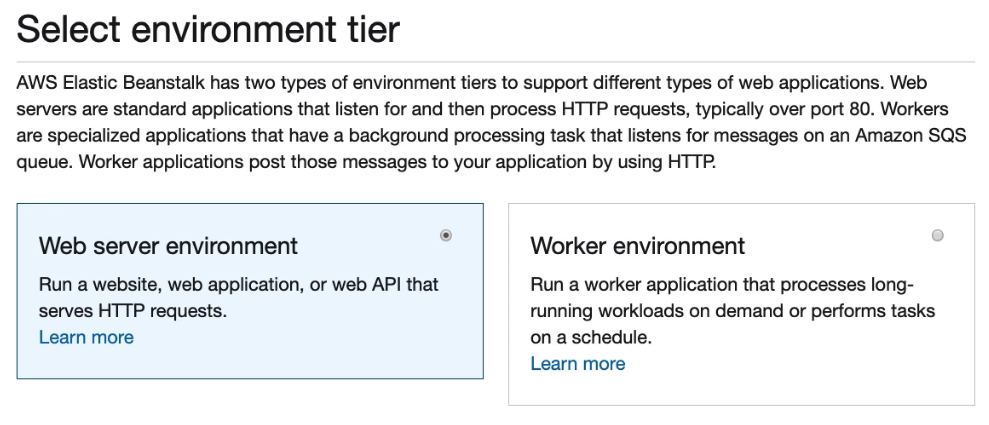 Select environment tier
AWS Elastic Beanstalk has two types of environment tiers to support different types of web applications. Web
servers are standard applications that listen for and then process HTTP requests, typically over port 80. Workers
are specialized applications that have a background processing task that listens for messages on an Amazon SQS
queue. Worker applications post those messages to your application by using HTTP.
Web server environment
Run a website, web application, or web API that
serves HTTP requests.
Learn more
Worker environment
Run a worker application that processes long-
running workloads on demand or performs tasks
on a schedule.
Learn more